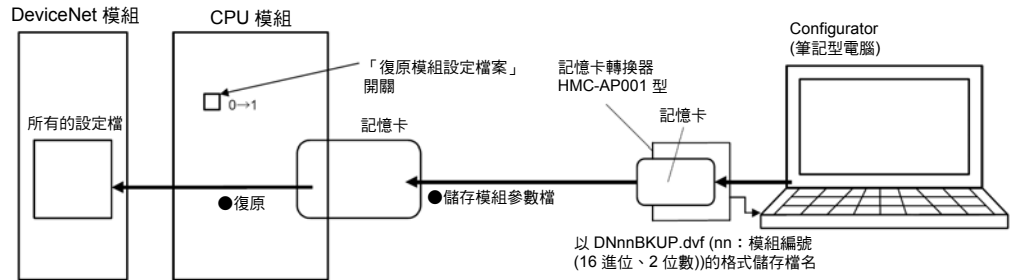 DeviceNet 模組
CPU 模組
Configurator
(筆記型電腦)
「復原模組設定檔案」
開關
記憶卡轉換器
HMC-AP001 型
0→1
記憶卡
所有的設定檔
記憶卡
●復原
●儲存模組參數檔
以 DNnnBKUP.dvf (nn：模組編號
(16 進位、2 位數))的格式儲存檔名